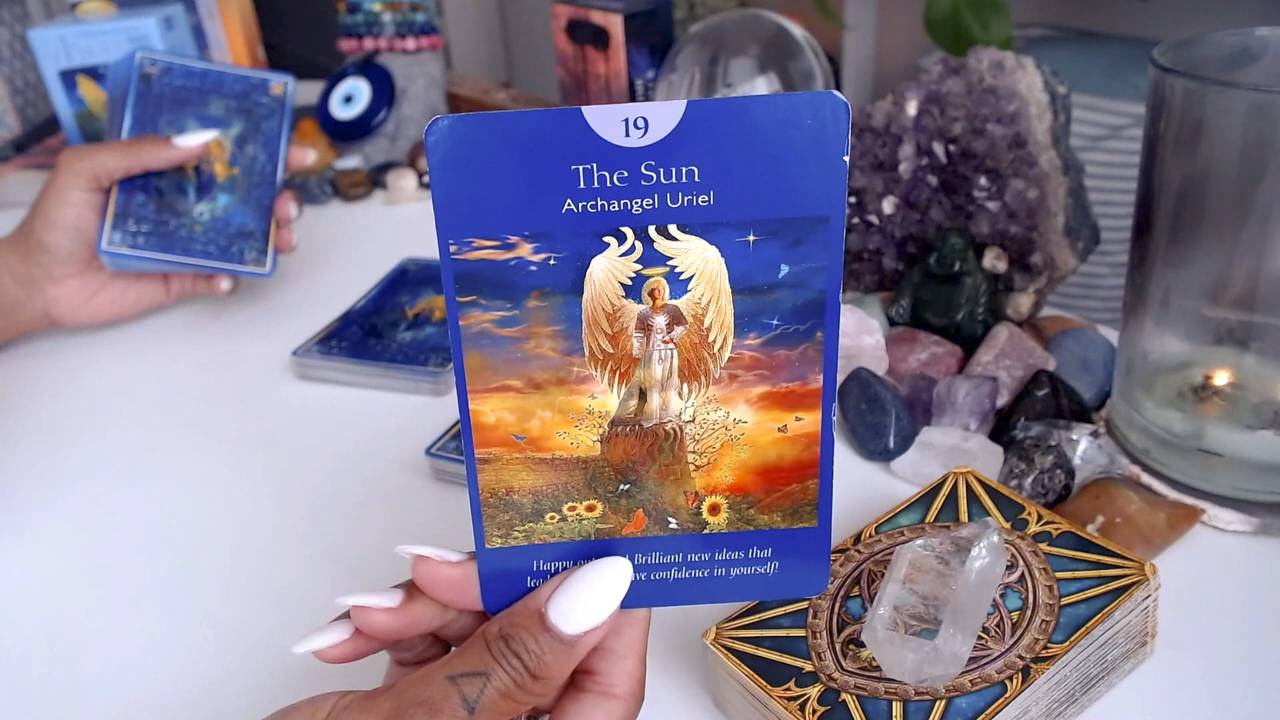 19
The Sun
Archangel Uriel
Happy Brilliant new ideas that
confidence in yourself!